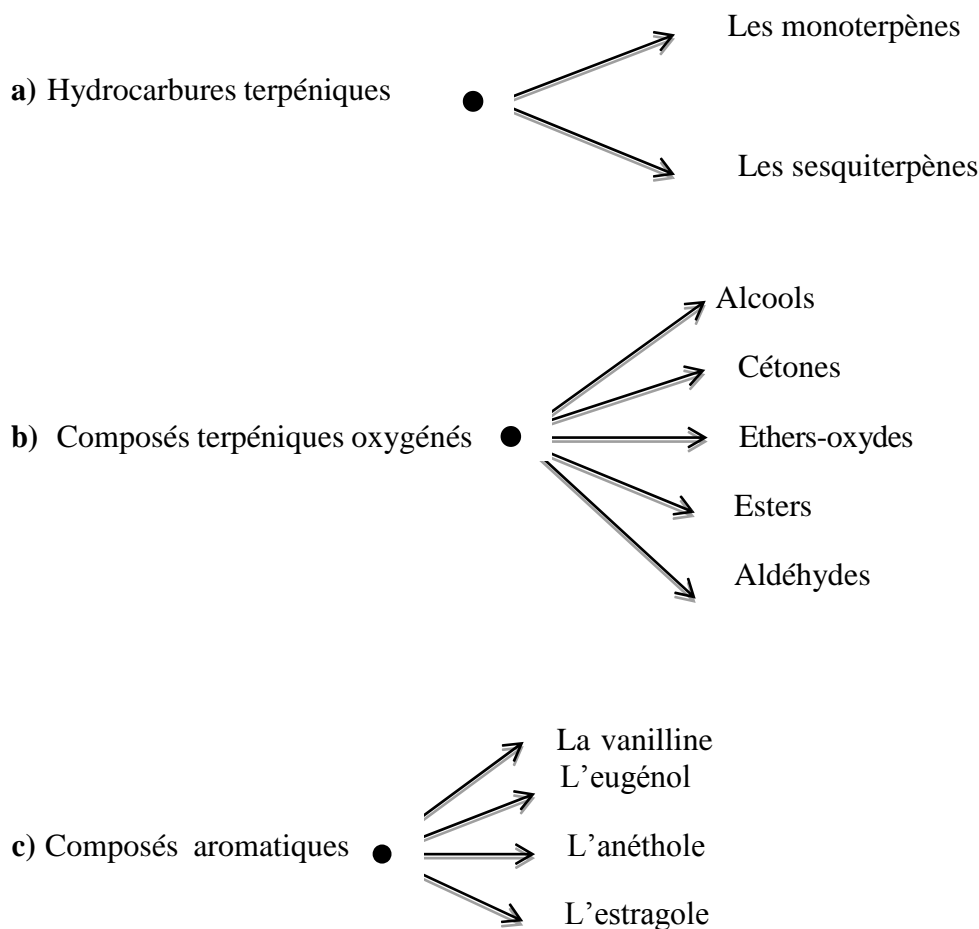 Les monoterpènes
a) Hydrocarbures terpéniques
Les sesquiterpènes
Alcools
Cétones
b) Composés terpéniques oxygénés
Ethers-oxydes
Esters
Aldéhydes
La vanilline
L’eugénol
c) Composés aromatiques
L’anéthole
L’estragole